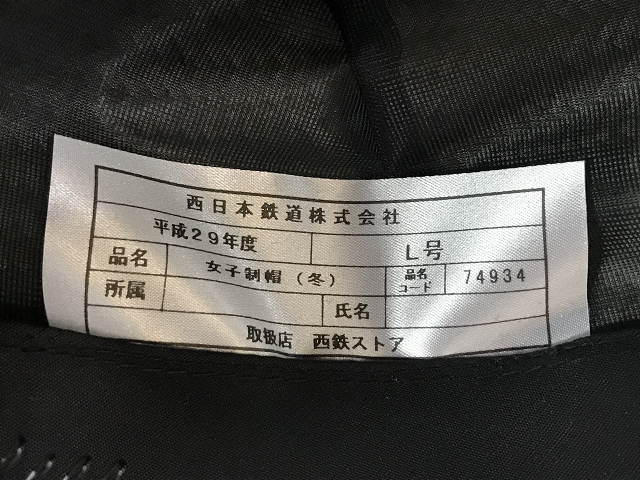 西日本鉄道株式会社
平成29年度 L号
品名 女子制帽（冬） 品名コード 74934
所属 氏名
取扱店 西鉄ストア